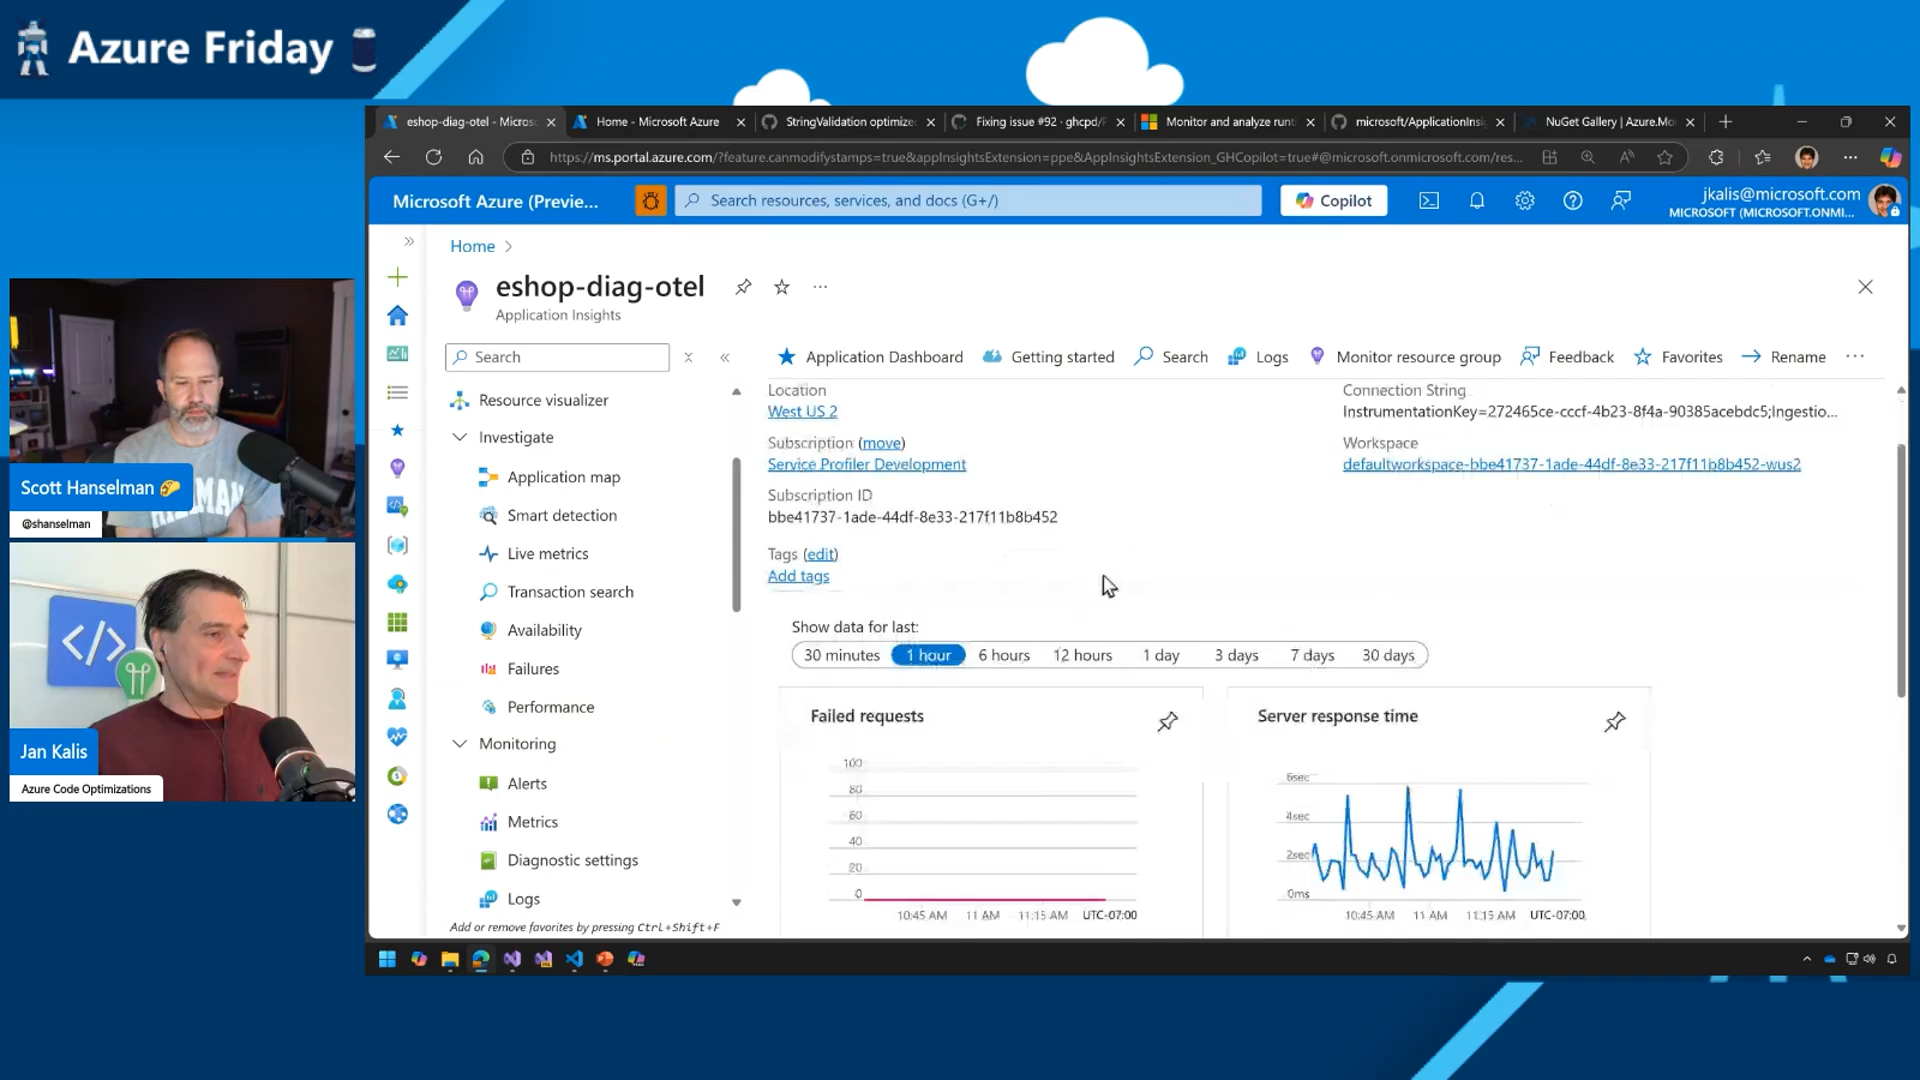 Azure Friday
eshop-diag-otel - Micros
Home - Microsoft Azure
StringValidation optimize
Fixing issue #92 · ghcpd/
Monitor and analyze runt
microsoft/ApplicationInsig
NuGet Gallery | Azure.Mo
https://ms.portal.azure.com/?feature.canmodifystamps=true&appInsightsExtension=ppe&AppInsightsExtension_GHCopilot=true#@microsoft.onmicrosoft.com/res...
Microsoft Azure (Previe...
Search resources, services, and docs (G+/)
Copilot
jkalis@microsoft.com
MICROSOFT (MICROSOFT.ONMI...
Home
eshop-diag-otel
Application Insights
Search
Application Dashboard
Getting started
Search
Logs
Monitor resource group
Feedback
Favorites
Rename
Resource visualizer
Investigate
Application map
Smart detection
Live metrics
Transaction search
Availability
Failures
Performance
Monitoring
Alerts
Metrics
Diagnostic settings
Logs
Add or remove favorites by pressing Ctrl+Shift+F
Location
West US 2
Subscription (move)
Service Profiler Development
Subscription ID
bbe41737-1ade-44df-8e33-217f11b8b452
Tags (edit)
Add tags
Connection String
InstrumentationKey=272465ce-cccf-4b23-8f4a-90385acebdc5;Ingestio...
Workspace
defaultworkspace-bbe41737-1ade-44df-8e33-217f11b8b452-wus2
Show data for last:
30 minutes
1 hour
6 hours
12 hours
1 day
3 days
7 days
30 days
Failed requests
100
80
60
40
20
0
10:45 AM
11 AM
11:15 AM
UTC-07:00
Server response time
6sec
4sec
2sec
0ms
10:45 AM
11 AM
11:15 AM
UTC-07:00
Scott Hanselman
@shanselman
Jan Kalis
Azure Code Optimizations